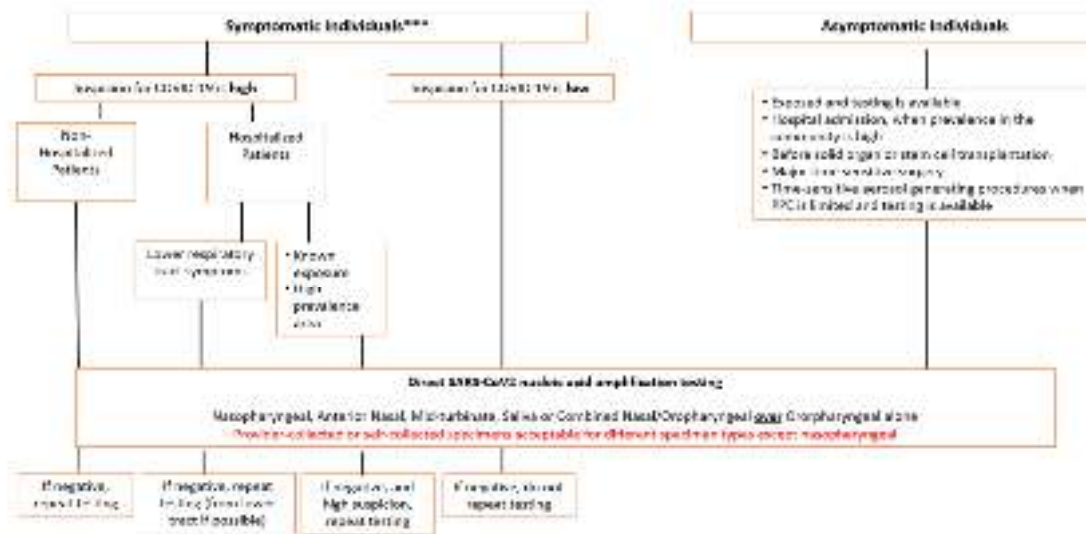 Symptomatic Individuals***
Asymptomatic Individuals
Suspicion for COVID-19 is high
Suspicion for COVID-19 is low
Non-
Hospitalized
Patients
Hospitalized
Patients
• Exposed and testing is available
• Hospital admission, when prevalence in the
community is high
• Before solid organ or stem cell transplantation
• Major time sensitive surgery
• Time-sensitive aerosol generating procedures when
PPE is limited and testing is available
Lower respiratory
tract symptoms
• Known
exposure
• High
prevalence
area
Direct SARS-CoV2 nucleic acid amplification testing
Nasopharyngeal, Anterior Nasal, Mid-turbinate, Saliva or Combined Nasal/Oropharyngeal over Ororpharyngeal alone
Provider-collected or self-collected specimens acceptable for different specimen types except nasopharyngeal
If negative,
repeat testing
If negative, repeat
testing (from lower
tract if possible)
If negative, and
high suspicion,
repeat testing
If negative, do not
repeat testing